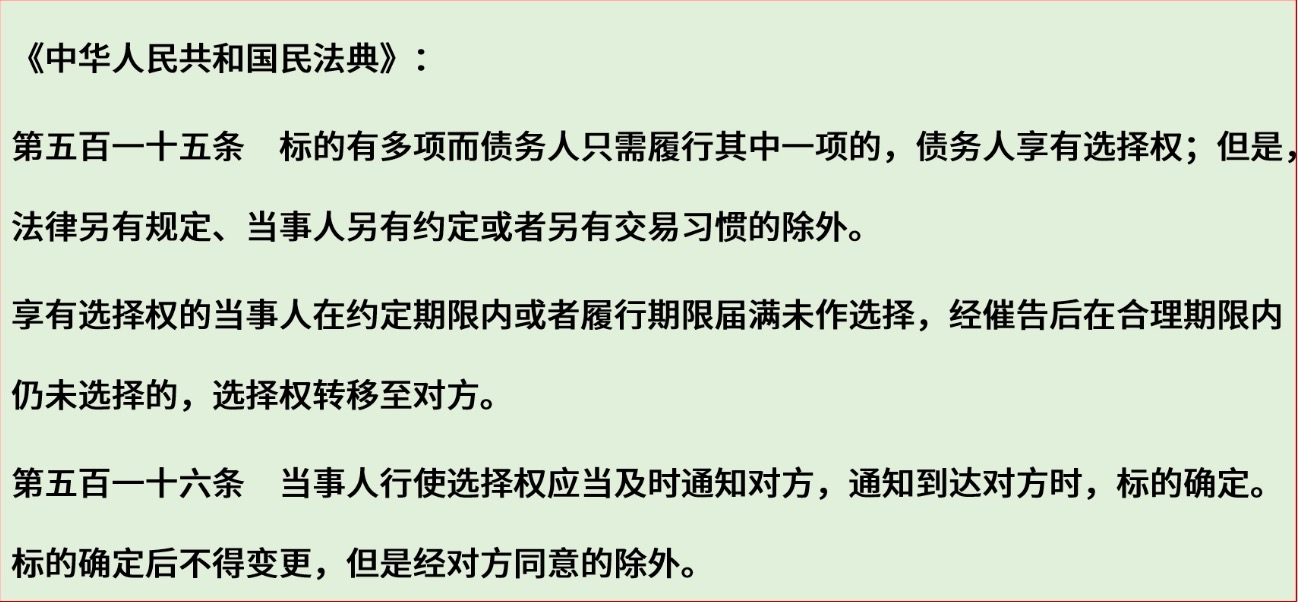 《中华人民共和国民法典》：
第五百一十五条　标的有多项而债务人只需履行其中一项的，债务人享有选择权；但是，
法律另有规定、当事人另有约定或者另有交易习惯的除外。
享有选择权的当事人在约定期限内或者履行期限届满未作选择，经催告后在合理期限内
仍未选择的，选择权转移至对方。
第五百一十六条　当事人行使选择权应当及时通知对方，通知到达对方时，标的确定。
标的确定后不得变更，但是经对方同意的除外。